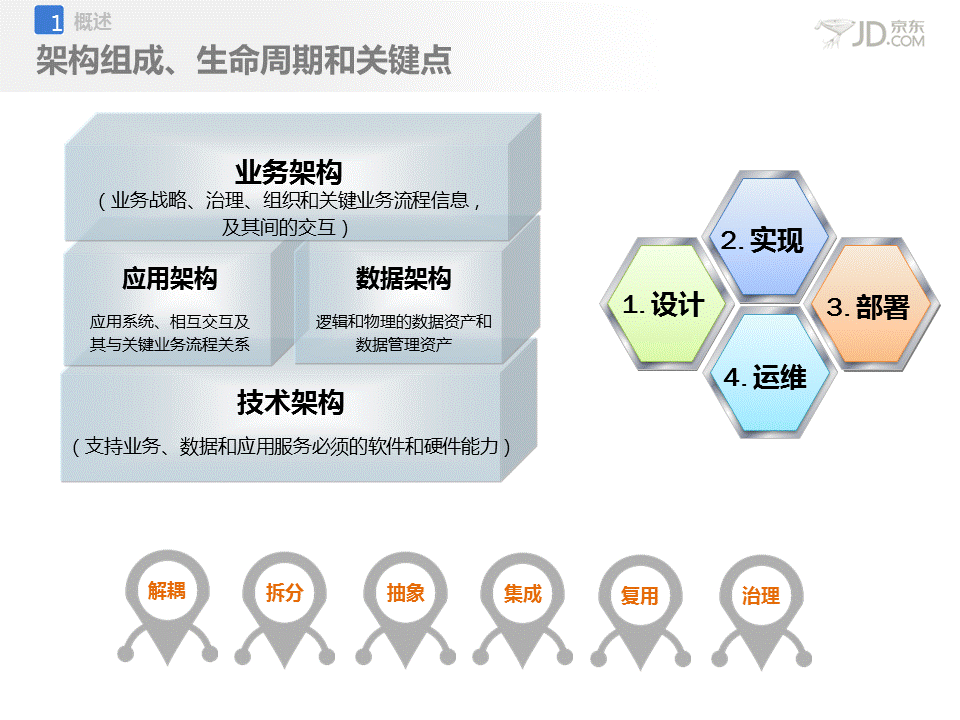 1 概述
京东
JD.COM
架构组成、生命周期和关键点
业务架构
（业务战略、治理、组织和关键业务流程信息，
及其间的交互）
应用架构
应用系统、相互交互及
其与关键业务流程关系
数据架构
逻辑和物理的数据资产和
数据管理资产
技术架构
（支持业务、数据和应用服务必须的软件和硬件能力）
1. 设计
2. 实现
3. 部署
4. 运维
解耦
拆分
抽象
集成
复用
治理